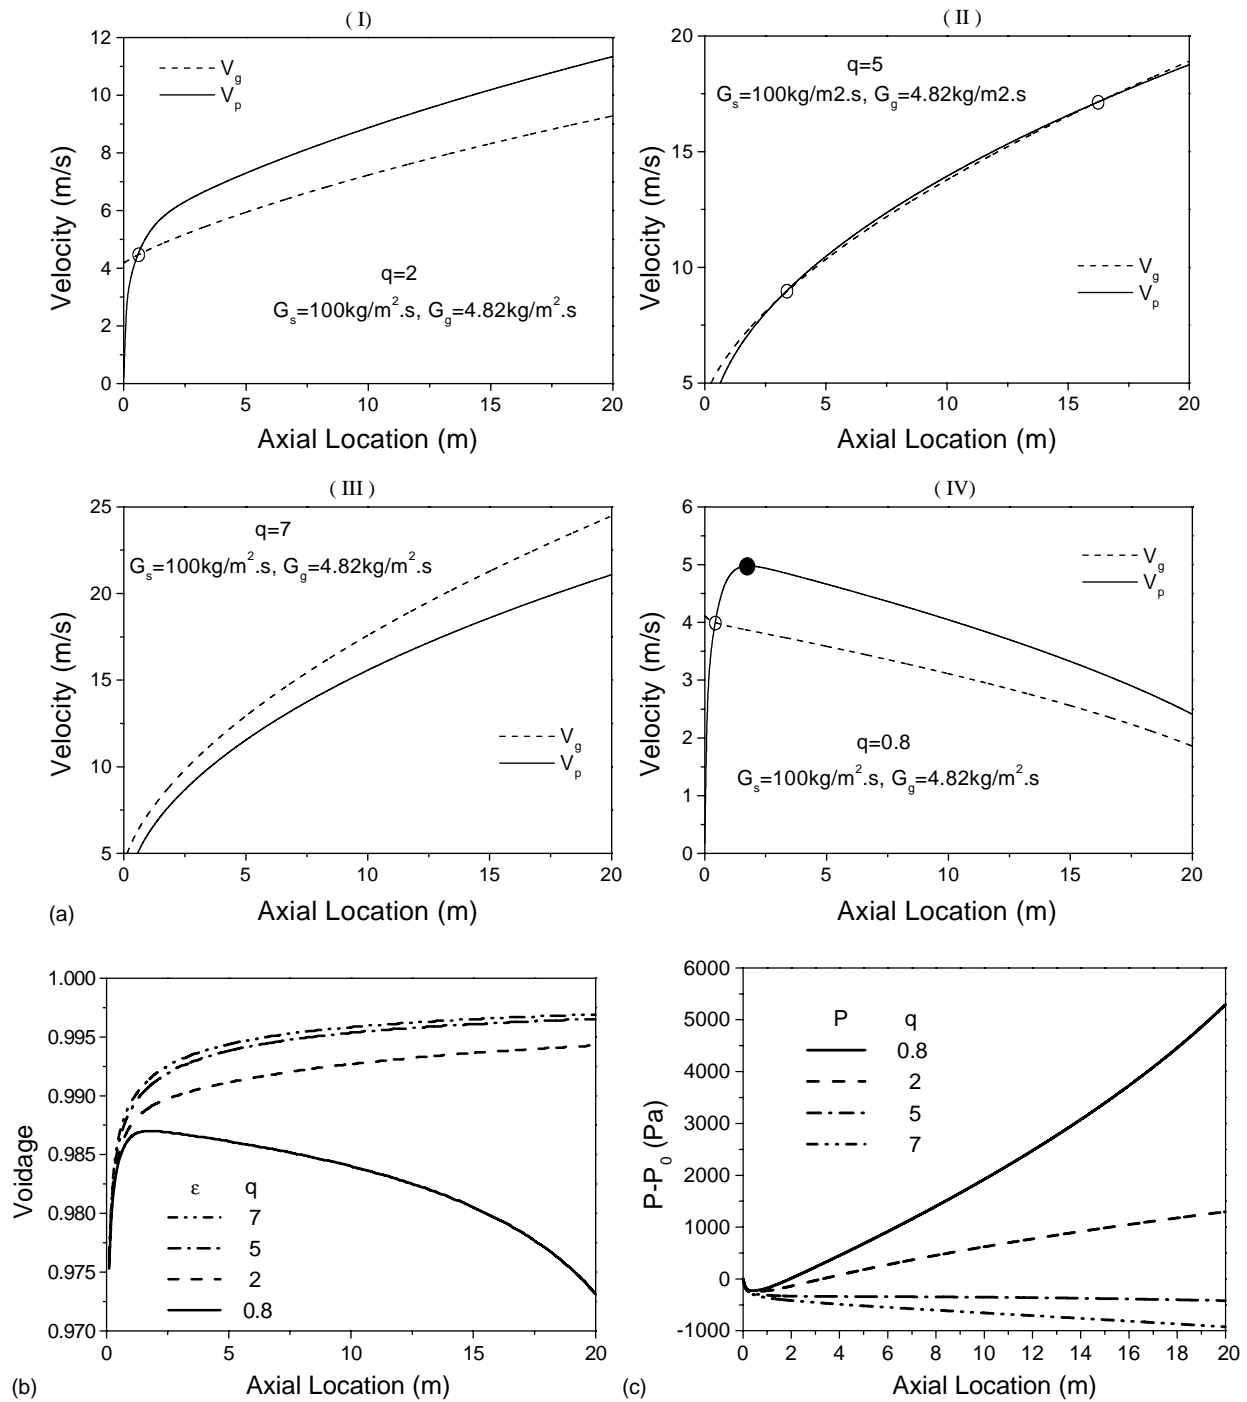 ( I)
12
10
8
6
4
2
0
Velocity (m/s)
V_g
V_p
q=2
G_s=100kg/m².s, G_g=4.82kg/m².s
0 5 10 15 20
Axial Location (m)
( II )
20
15
10
5
Velocity (m/s)
q=5
G_s=100kg/m2.s, G_g=4.82kg/m2.s
V_g
V_p
0 5 10 15 20
Axial Location (m)
( III )
25
20
15
10
5
Velocity (m/s)
q=7
G_s=100kg/m².s, G_g=4.82kg/m².s
V_g
V_p
0 5 10 15 20
(a) Axial Location (m)
( IV)
6
5
4
3
2
1
0
Velocity (m/s)
V_g
V_p
q=0.8
G_s=100kg/m².s, G_g=4.82kg/m².s
0 5 10 15 20
Axial Location (m)
1.000
0.995
0.990
0.985
0.980
0.975
0.970
Voidage
ε q
7
5
2
0.8
0 5 10 15 20
(b) Axial Location (m)
6000
5000
4000
3000
2000
1000
0
-1000
P-P_0 (Pa)
P q
0.8
2
5
7
0 2 4 6 8 10 12 14 16 18 20
(c) Axial Location (m)